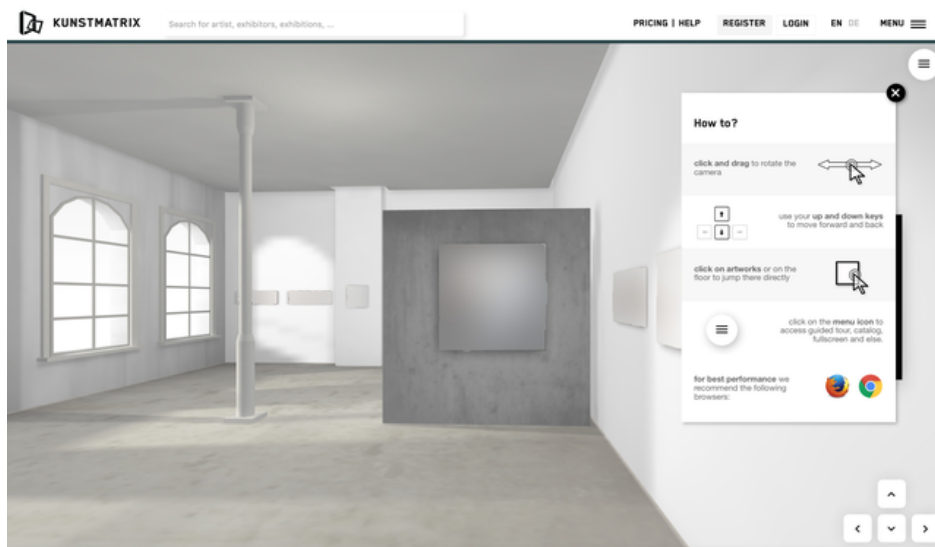 KUNSTMATRIX
Search for artist, exhibitors, exhibitions, ...
PRICING | HELP REGISTER LOGIN EN DE MENU
How to?
click and drag to rotate the
camera
use your up and down keys
to move forward and back
click on artworks or on the
floor to jump there directly
click on the menu icon to
access guided tour, catalog,
fullscreen and else.
for best performance we
recommend the following
browsers: